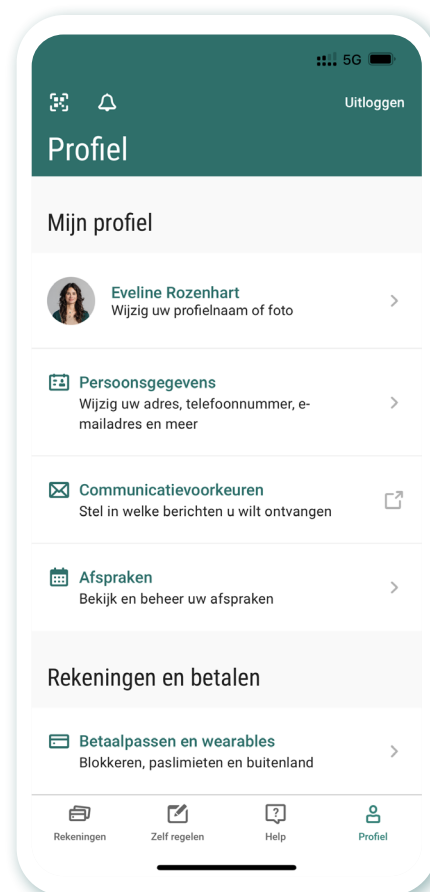 5G
Uitloggen
Profiel
Mijn profiel
Eveline Rozenhart
Wijzig uw profielnaam of foto
Persoonsgegevens
Wijzig uw adres, telefoonnummer, e-
mailadres en meer
Communicatievoorkeuren
Stel in welke berichten u wilt ontvangen
Afspraken
Bekijk en beheer uw afspraken
Rekeningen en betalen
Betaalpassen en wearables
Blokkeren, paslimieten en buitenland
Rekeningen
Zelf regelen
Help
Profiel